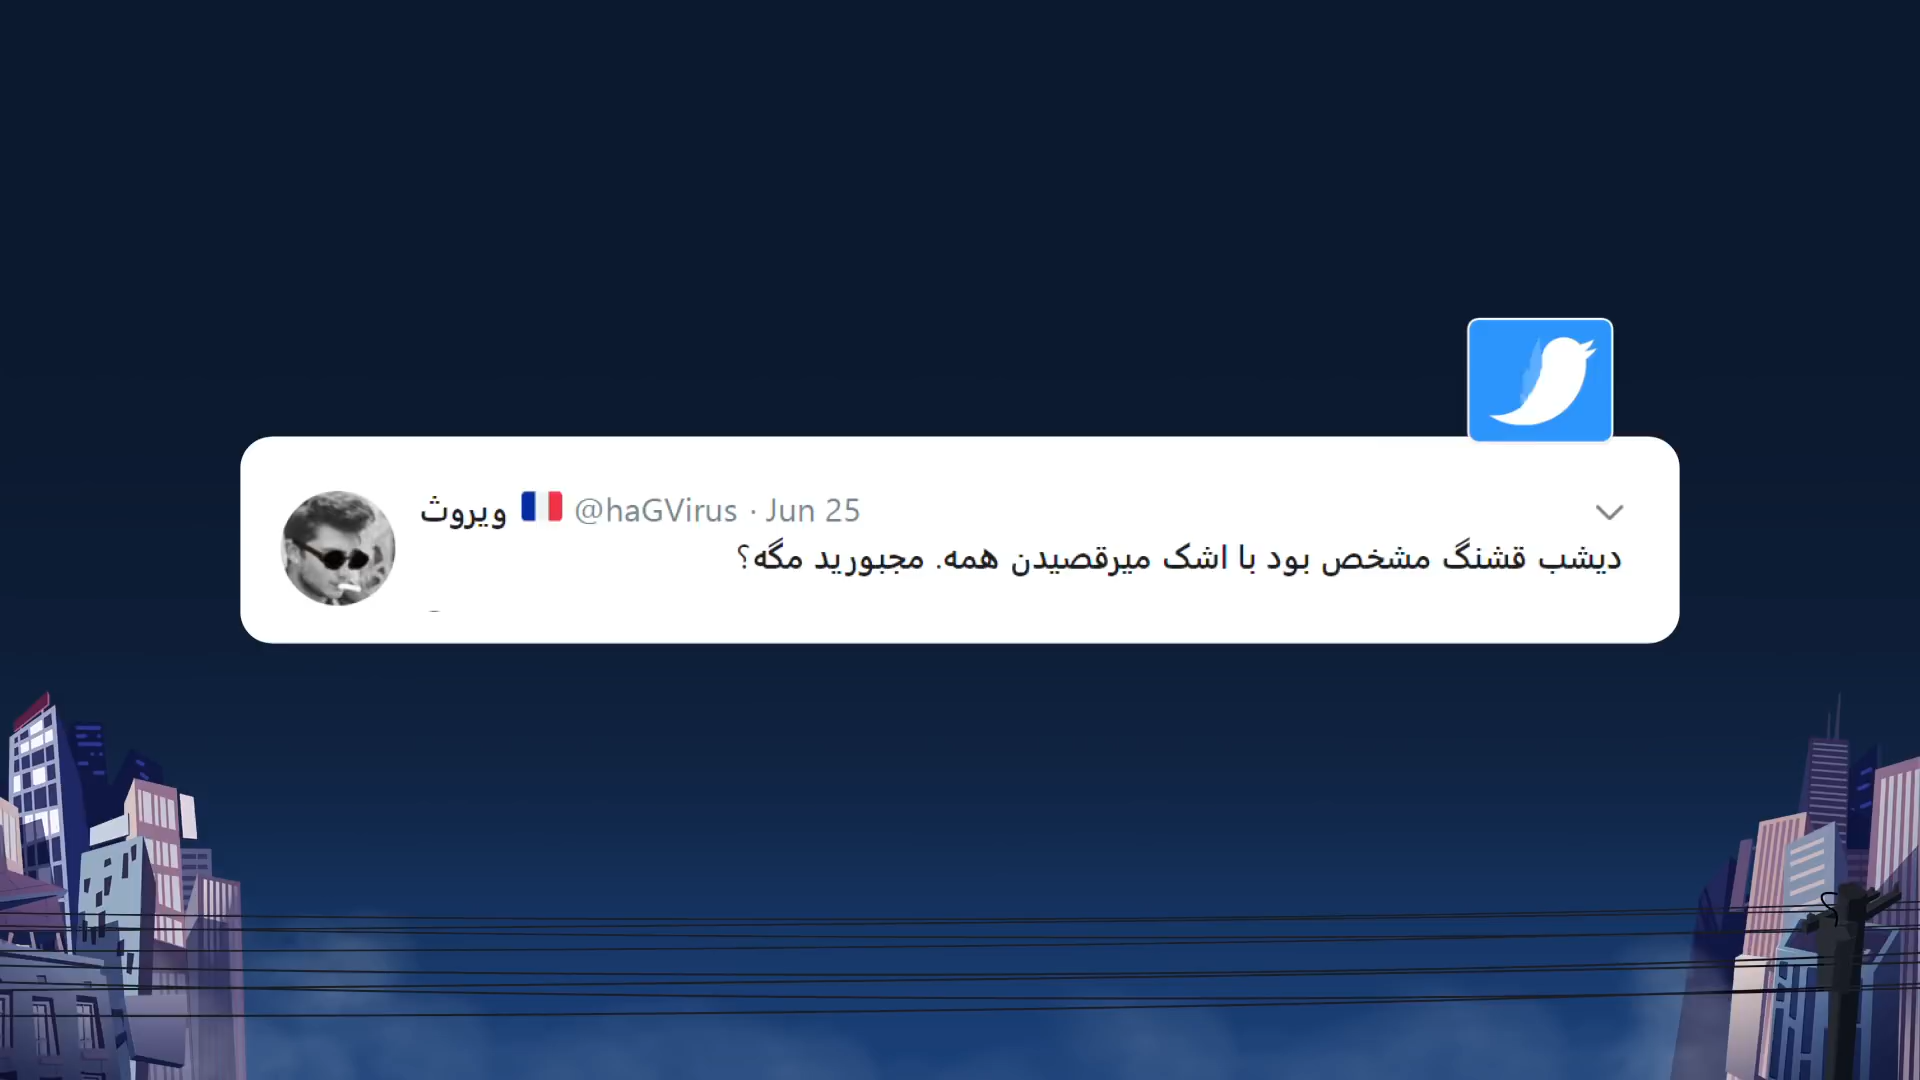 ویروث 🇫🇷 @haGVirus · Jun 25
دیشب قشنگ مشخص بود با اشک میرقصیدن همه. مجبورید مگه؟